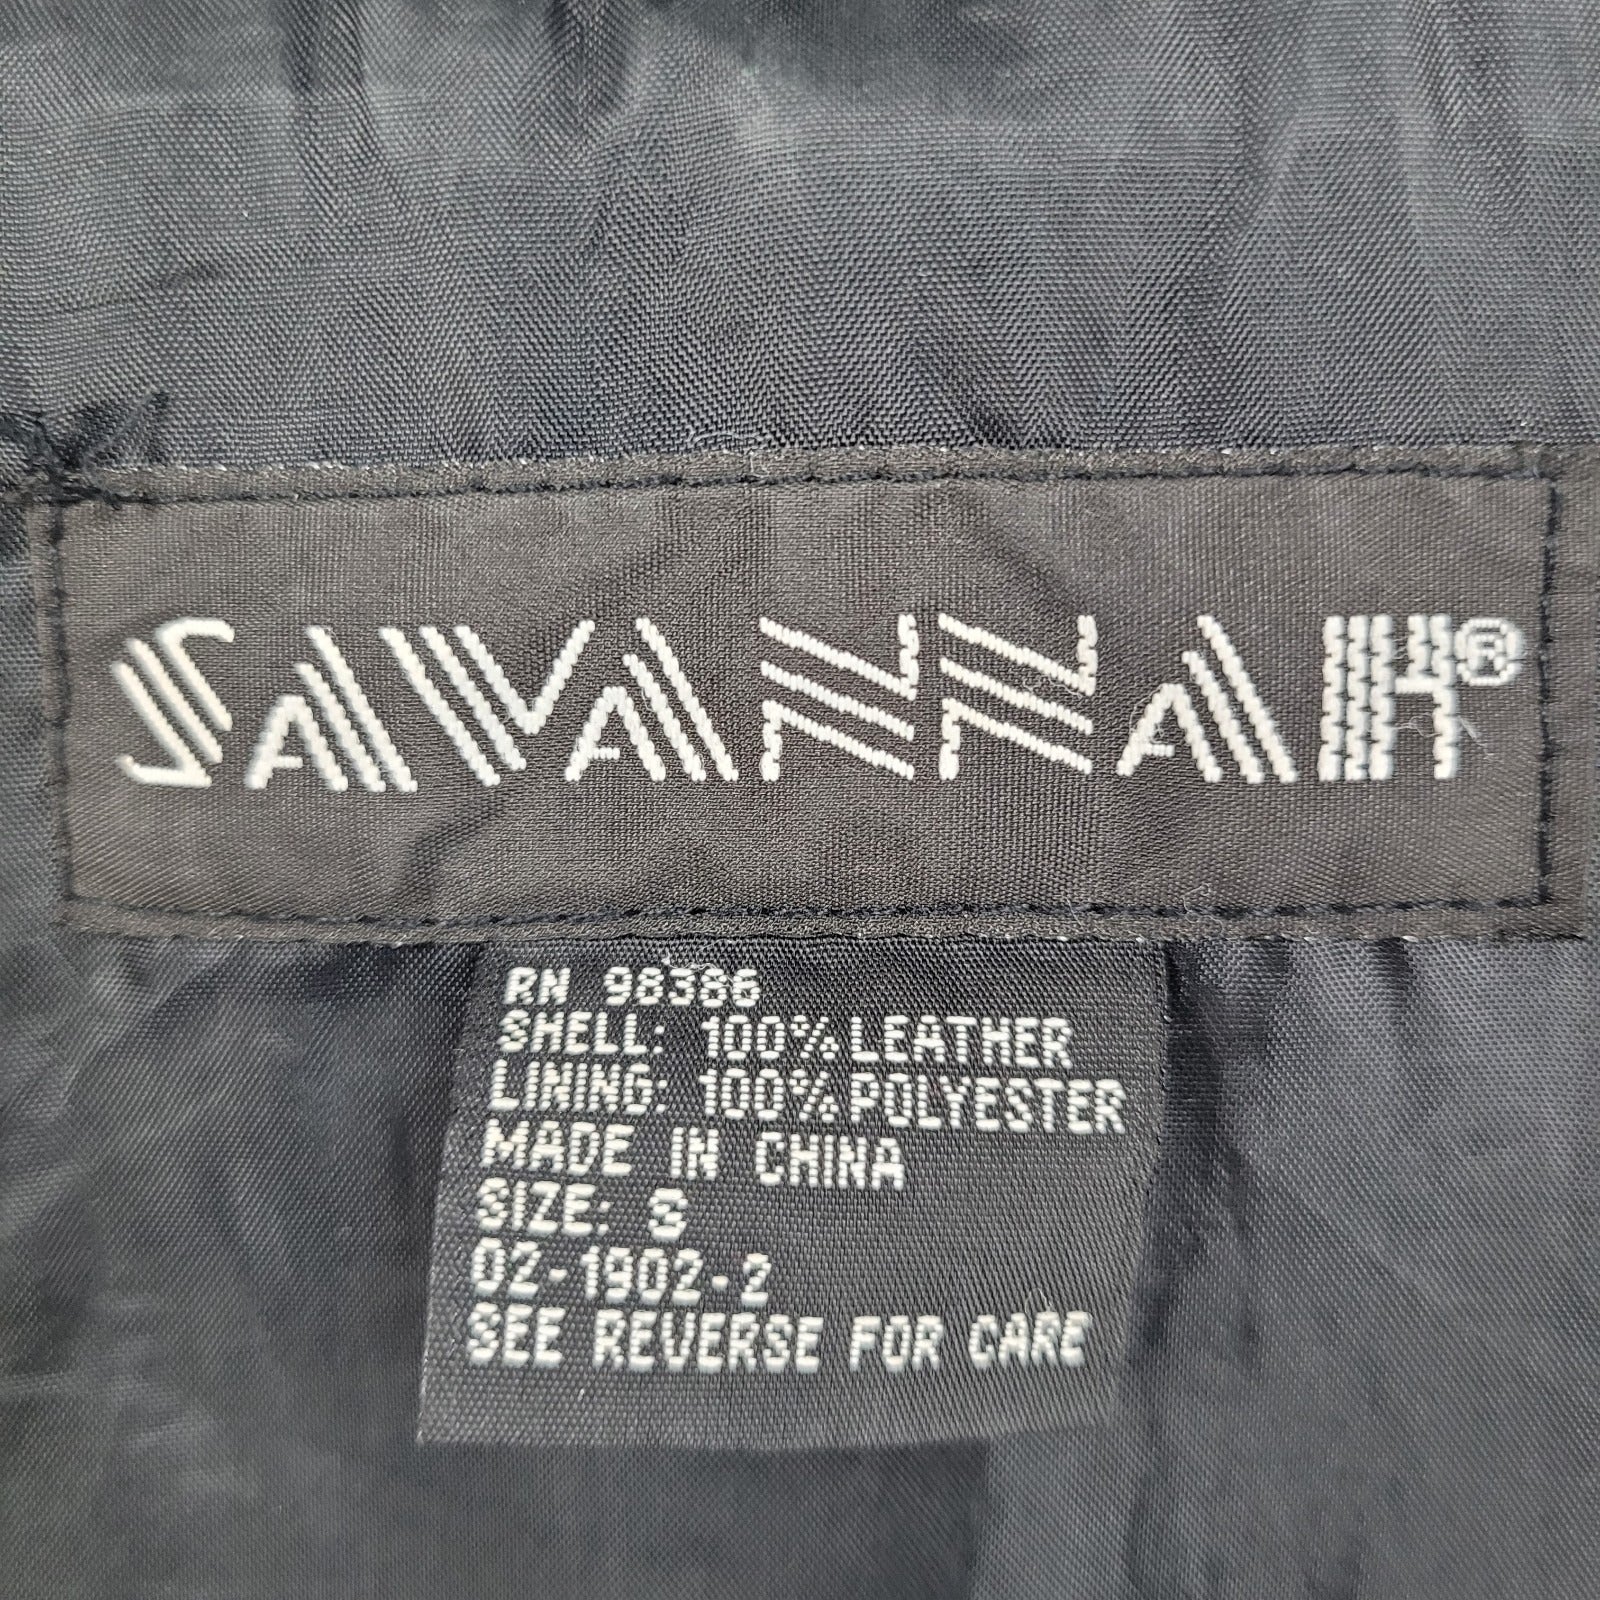 SAVANNAH®
RN 98386
SHELL: 100% LEATHER
LINING: 100% POLYESTER
MADE IN CHINA
SIZE: S
02-1902-2
SEE REVERSE FOR CARE